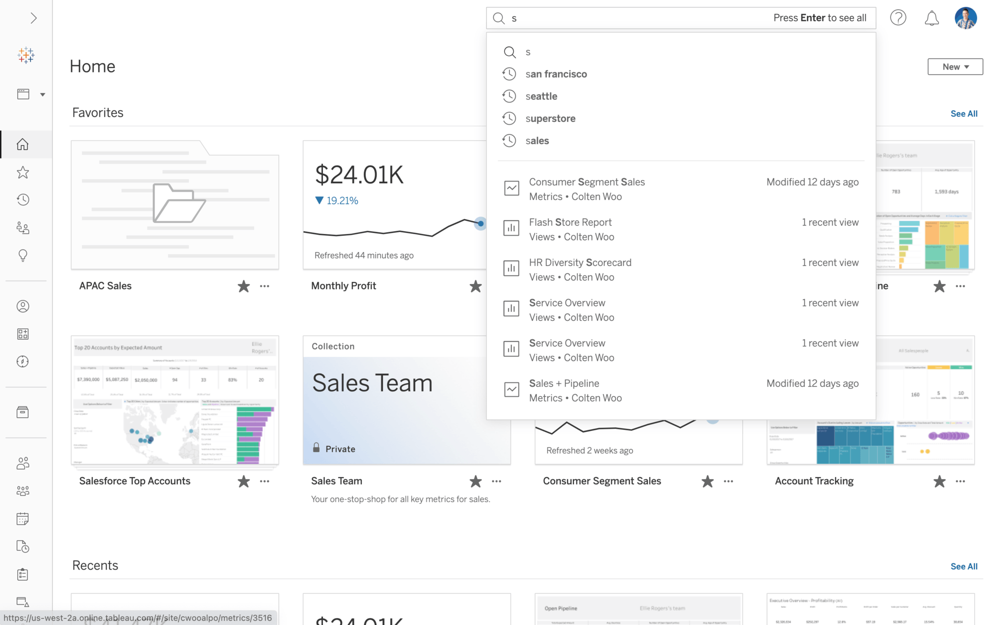 s
Press Enter to see all
s
san francisco
seattle
superstore
sales
Consumer Segment Sales
Modified 12 days ago
Metrics • Colten Woo
Flash Store Report
1 recent view
Views • Colten Woo
HR Diversity Scorecard
1 recent view
Views • Colten Woo
Service Overview
1 recent view
Views • Colten Woo
Service Overview
1 recent view
Views • Colten Woo
Sales + Pipeline
Modified 12 days ago
Metrics • Colten Woo
Home
New
Favorites
See All
$24.01K
19.21%
Refreshed 44 minutes ago
lie Rogers's team
783
1,593 days
APAC Sales
Monthly Profit
ine
Top 20 Accounts by Expected Amount
Ellie
Rogers'..
$7,390,000
$5,087,250
$2,050,000
94
33
83%
20
Collection
Sales Team
Private
Refreshed 2 weeks ago
All Salespeople
A.
160
5
10
Salesforce Top Accounts
Sales Team
Your one-stop-shop for all key metrics for sales.
Consumer Segment Sales
Account Tracking
Recents
See All
Open Pipeline
Ellie Rogers's team
Executive Overview - Profitability (All)
https://us-west-2a.online.tableau.com/#/site/cwooalpo/metrics/3516